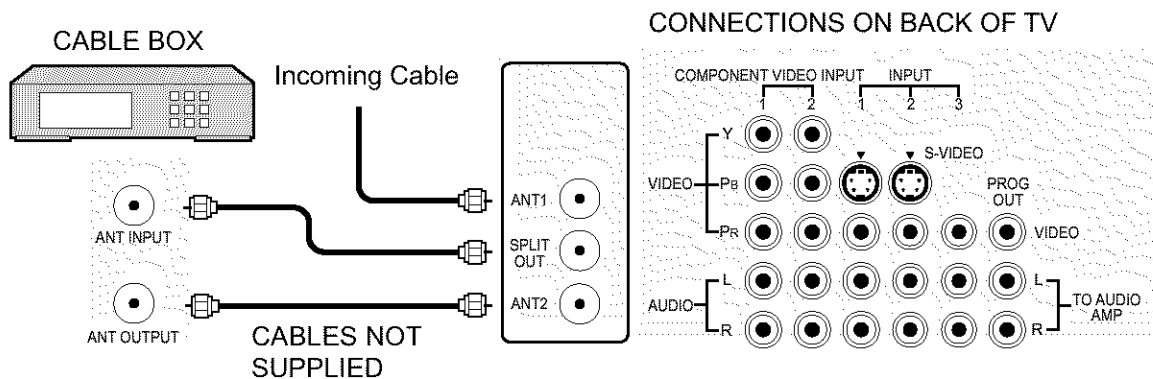 CONNECTIONS ON BACK OF TV
CABLE BOX
Incoming Cable
COMPONENT VIDEO INPUT
INPUT
1 2 1 2 3
Y
S-VIDEO
VIDEO
PB
PROG
OUT
PR
VIDEO
ANT1
SPLIT
OUT
ANT2
ANT INPUT
ANT OUTPUT
CABLES NOT
SUPPLIED
L
L
AUDIO
TO AUDIO
AMP
R
R